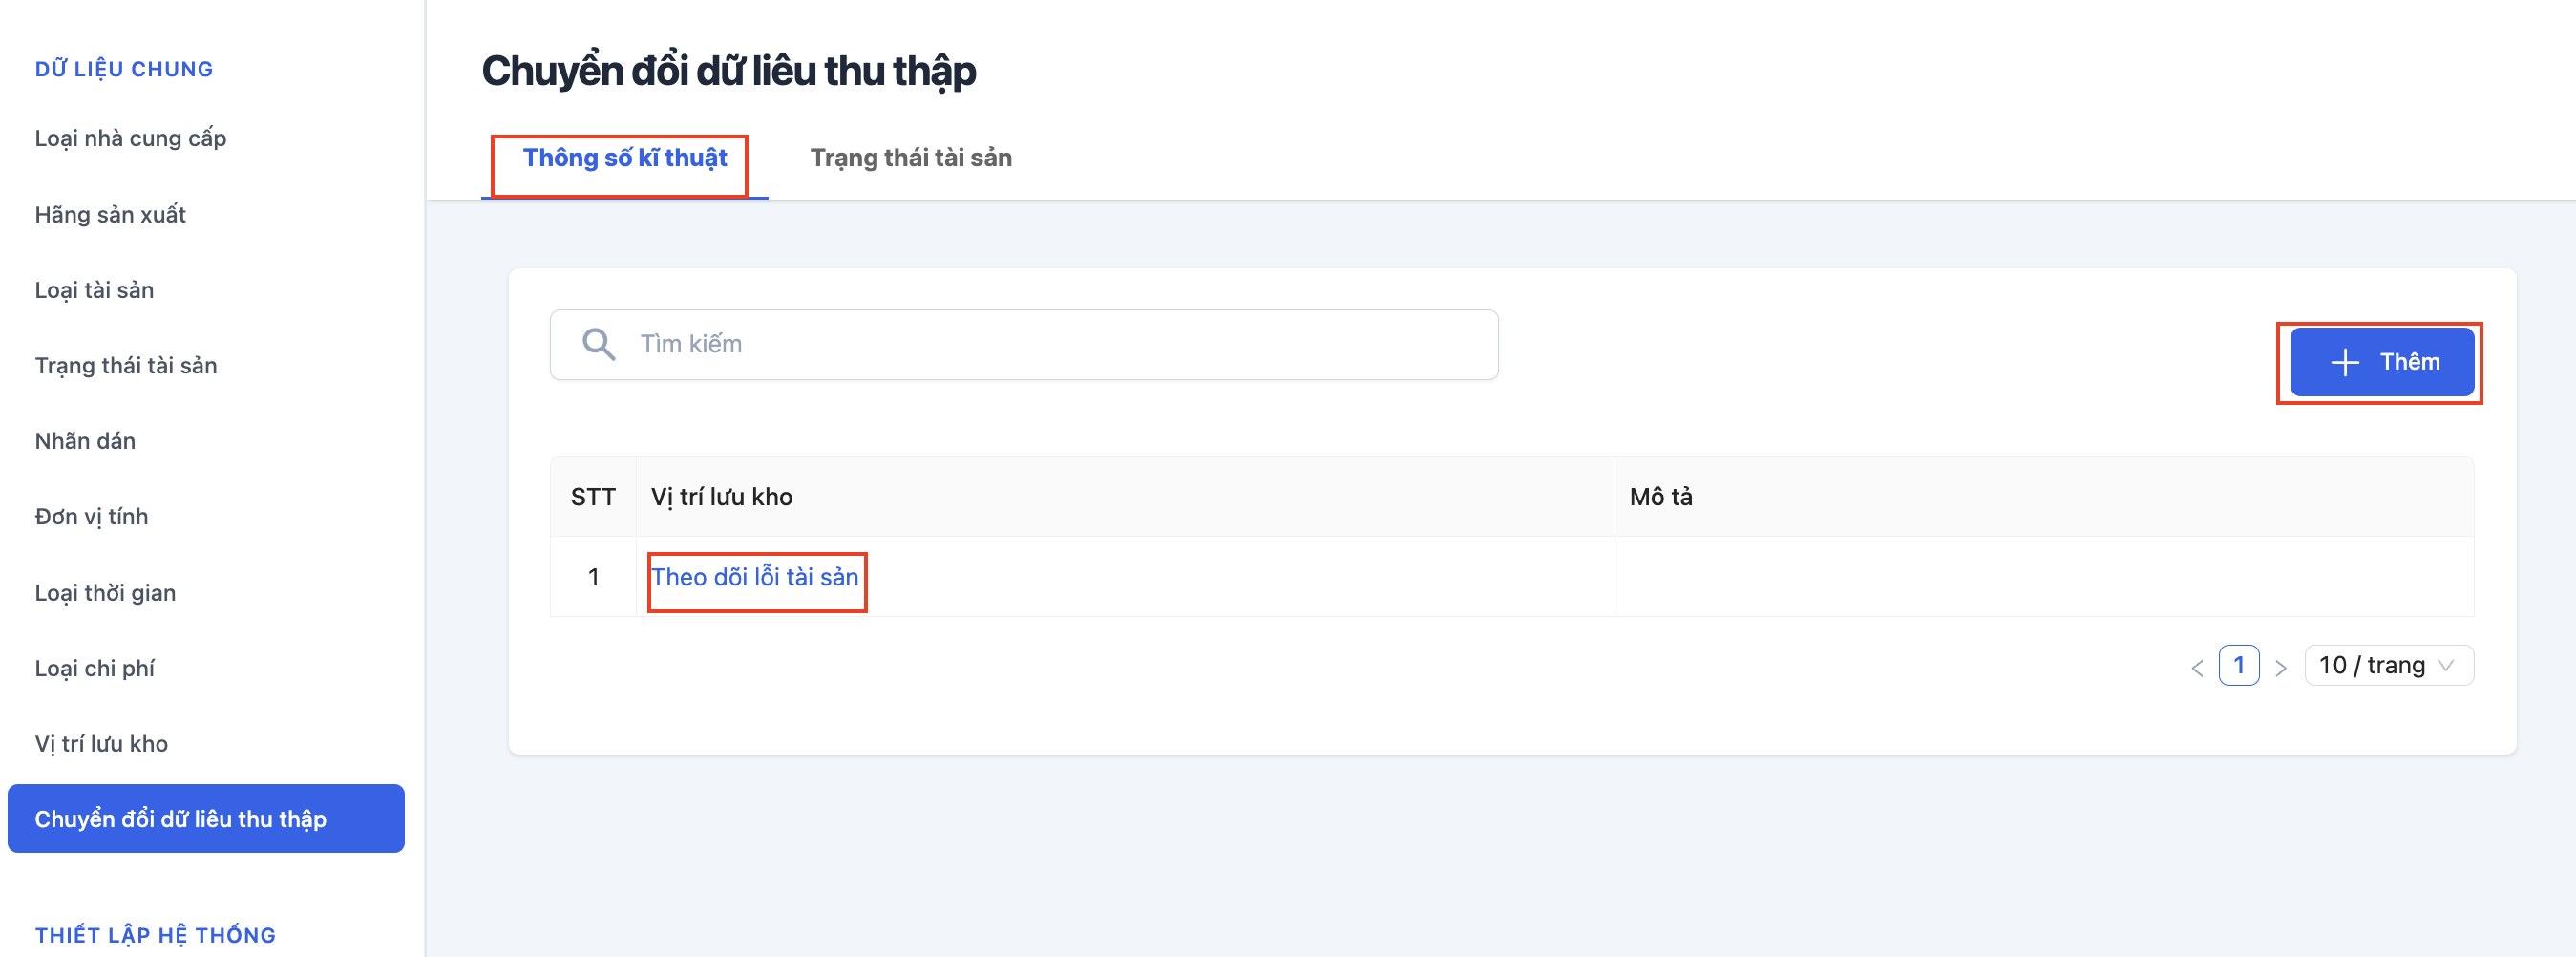 DỮ LIỆU CHUNG
Loại nhà cung cấp
Hãng sản xuất
Loại tài sản
Trạng thái tài sản
Nhãn dán
Đơn vị tính
Loại thời gian
Loại chi phí
Vị trí lưu kho
Chuyển đổi dữ liêu thu thập
THIẾT LẬP HỆ THỐNG
Chuyển đổi dữ liêu thu thập
Thông số kĩ thuật Trạng thái tài sản
Tìm kiếm
Thêm
STT Vị trí lưu kho Mô tả
1 Theo dõi lỗi tài sản
< 1 > 10 / trang